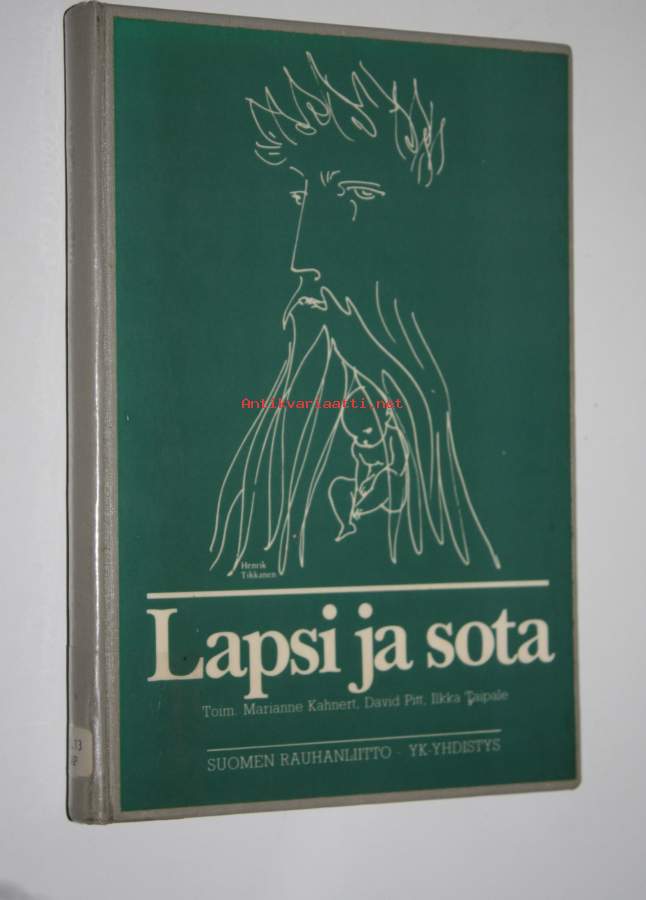 Antikvariaatti.net
Henrik
Tikkanen
Lapsi ja sota
Toim. Marianne Kahnert, David Pitt, Ilkka Taipale
SUOMEN RAUHANLIITTO - YK-YHDISTYS